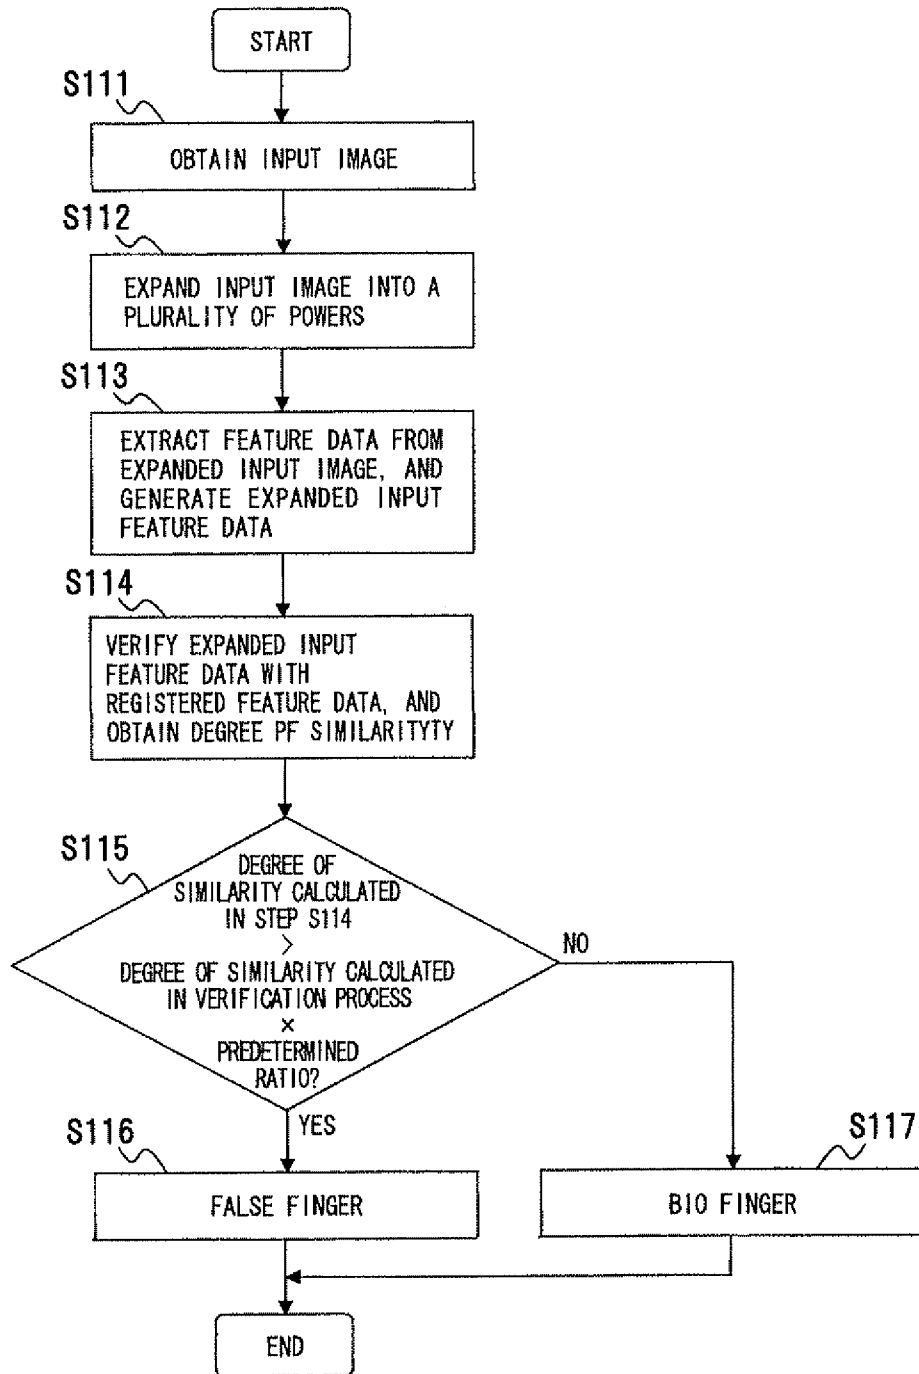 START
S111
OBTAIN INPUT IMAGE
S112
EXPAND INPUT IMAGE INTO A
PLURALITY OF POWERS
S113
EXTRACT FEATURE DATA FROM
EXPANDED INPUT IMAGE, AND
GENERATE EXPANDED INPUT
FEATURE DATA
S114
VERIFY EXPANDED INPUT
FEATURE DATA WITH
REGISTERED FEATURE DATA, AND
OBTAIN DEGREE PF SIMILARITYTY
S115
DEGREE OF
SIMILARITY CALCULATED
IN STEP S114
>
DEGREE OF SIMILARITY CALCULATED
IN VERIFICATION PROCESS
×
PREDETERMINED
RATIO?
NO
YES
S116
FALSE FINGER
S117
BIO FINGER
END